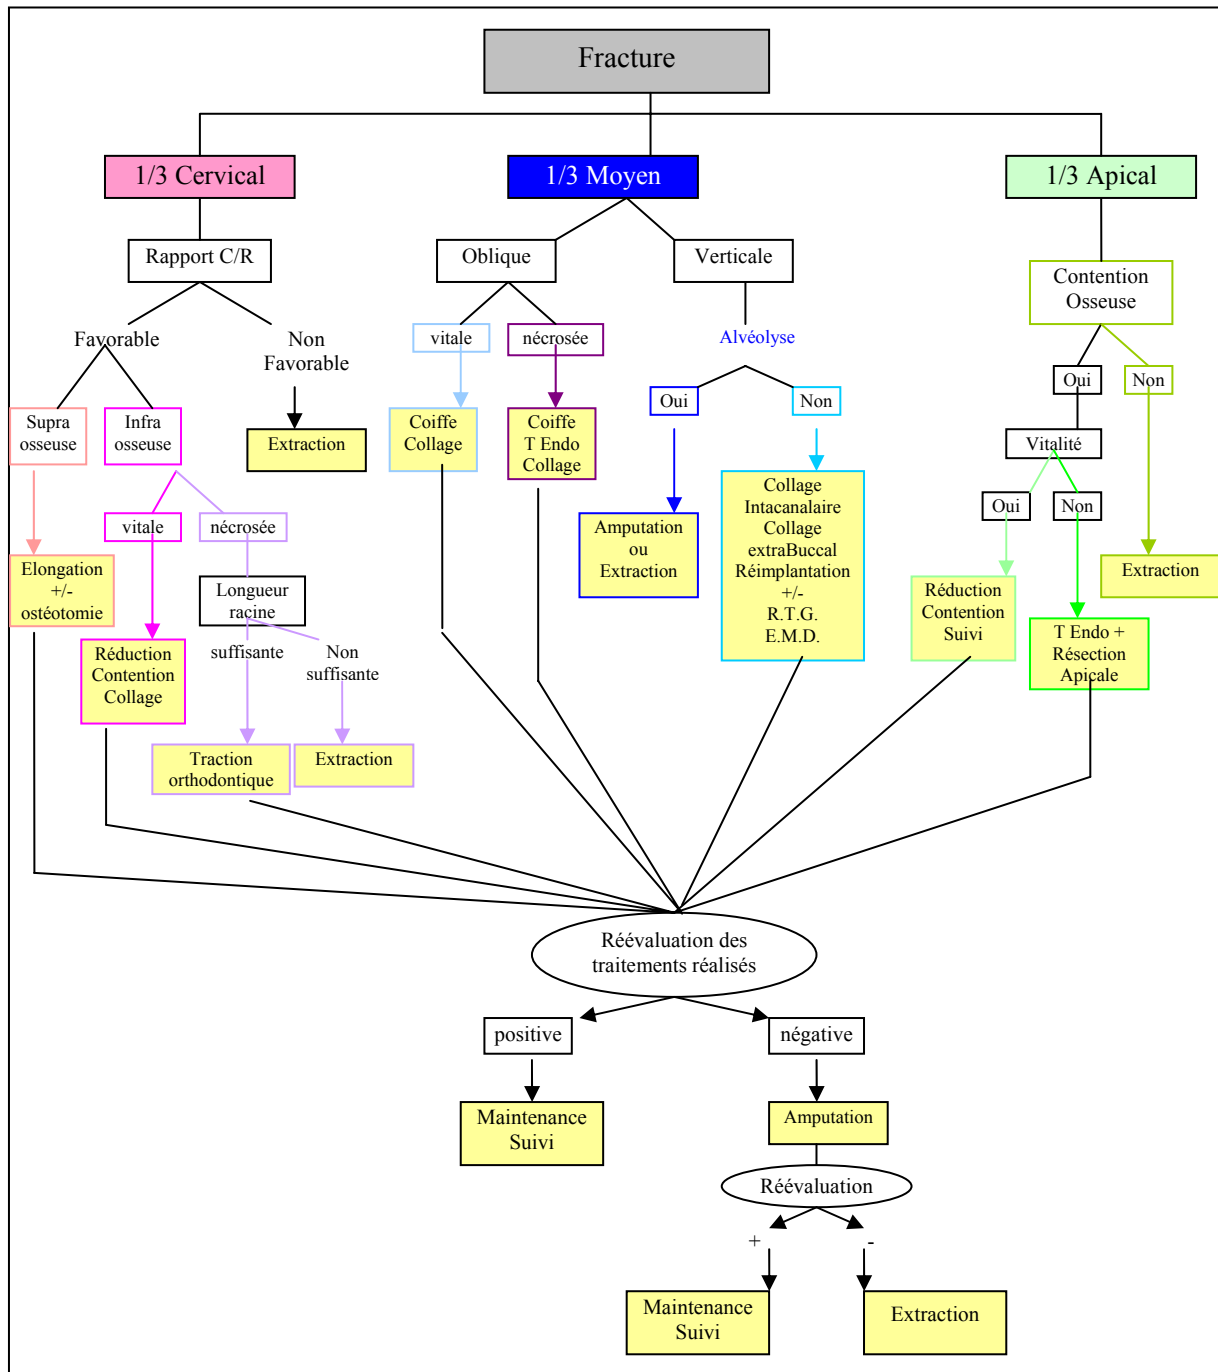 Fracture
1/3 Cervical
1/3 Moyen
1/3 Apical
Rapport C/R
Oblique
Verticale
Contention
Osseuse
Favorable
Non
Favorable
vitale
nécrosée
Alvéolyse
Oui
Non
Supra
osseuse
Infra
osseuse
Extraction
Coiffe
Collage
Coiffe
T Endo
Collage
Oui
Non
Vitalité
vitale
nécrosée
Amputation
ou
Extraction
Collage
Intacanalaire
Collage
extraBuccal
Réimplantation
+/-
R.T.G.
E.M.D.
Oui
Non
Elongation
+/-
ostéotomie
Longueur
racine
Réduction
Contention
Suivi
Extraction
Réduction
Contention
Collage
suffisante
Non
suffisante
T Endo +
Résection
Apicale
Traction
orthodontique
Extraction
Réévaluation des
traitements réalisés
positive
négative
Maintenance
Suivi
Amputation
Réévaluation
+
-
Maintenance
Suivi
Extraction